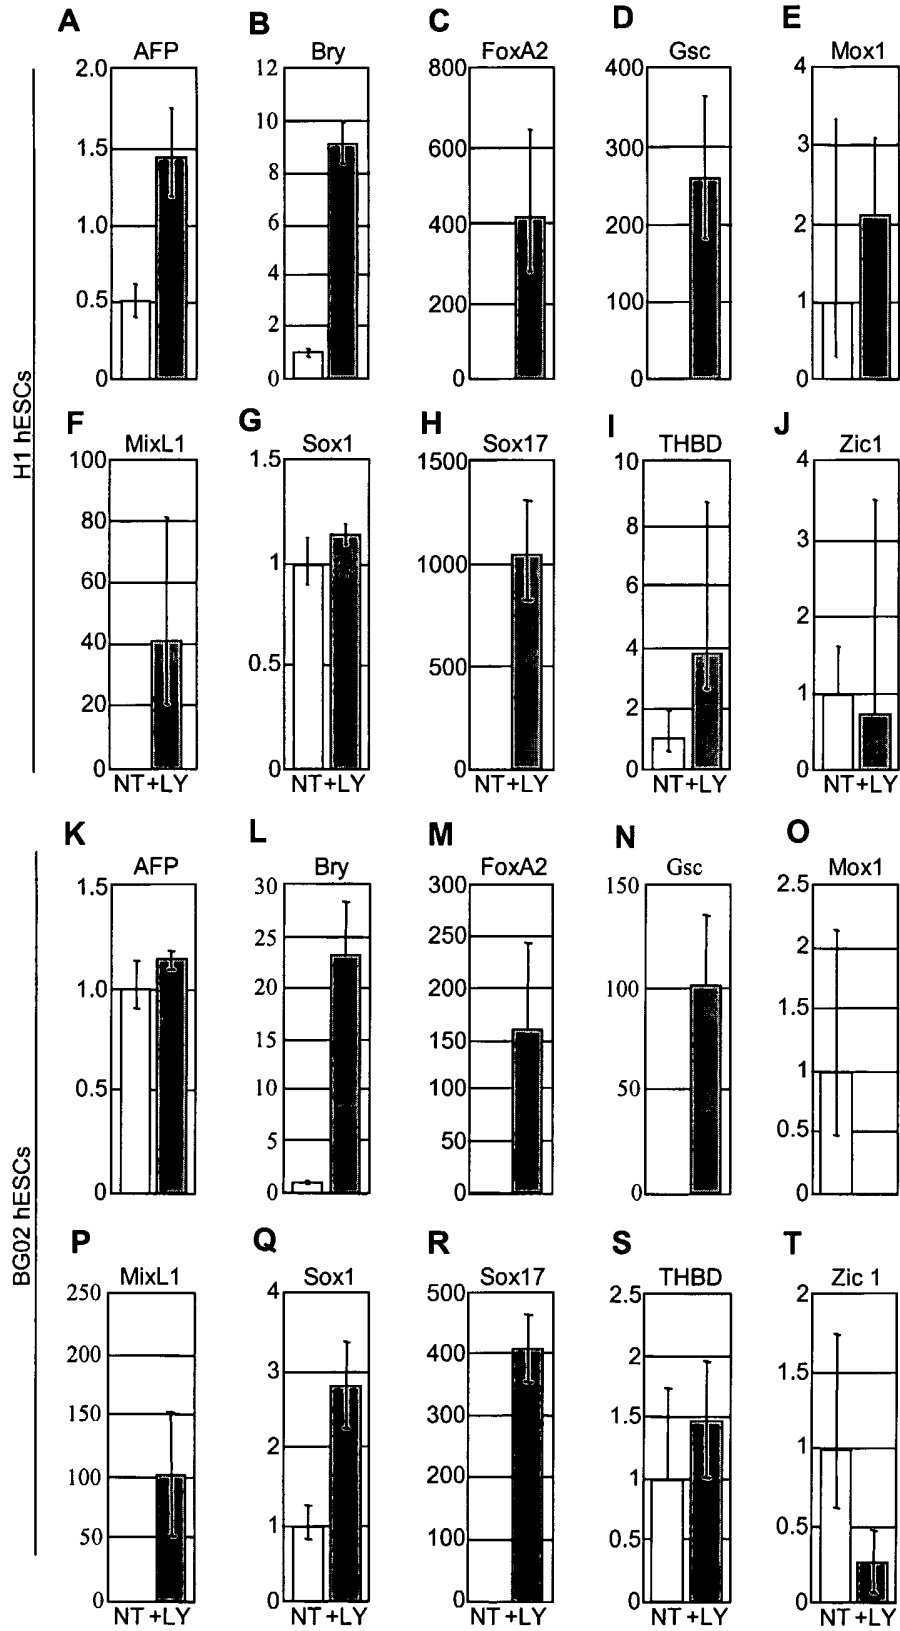 A B C D E
AFP Bry FoxA2 Gsc Mox1
2.0 12 800 400 4
10
1.5 600 300 3
8
1.0 6 400 200 2
4
0.5 200 100 1
2
0 0 0 0 0
H1 hESCs
F G H I J
MixL1 Sox1 Sox17 THBD Zic1
100 1.5 1500 10 4
80 8 3
1 1000
60 6
2
40 4
0.5 500
20 2 1
0 0 0 0 0
NT +LY NT +LY NT +LY NT +LY NT +LY
K L M N O
AFP Bry FoxA2 Gsc Mox1
1.5 30 300 150 2.5
25 250 2
1.0 20 200 100 1.5
15 150
1
0.5 10 100 50
5 50 0.5
0 0 0 0 0
BG02 hESCs
P Q R S T
MixL1 Sox1 Sox17 THBD Zic 1
250 4 500 2.5 2
200 400 2
3 1.5
150 300 1.5
2 1
100 200 1
1 0.5
50 100 0.5
0 0 0 0 0
NT +LY NT +LY NT +LY NT +LY NT +LY